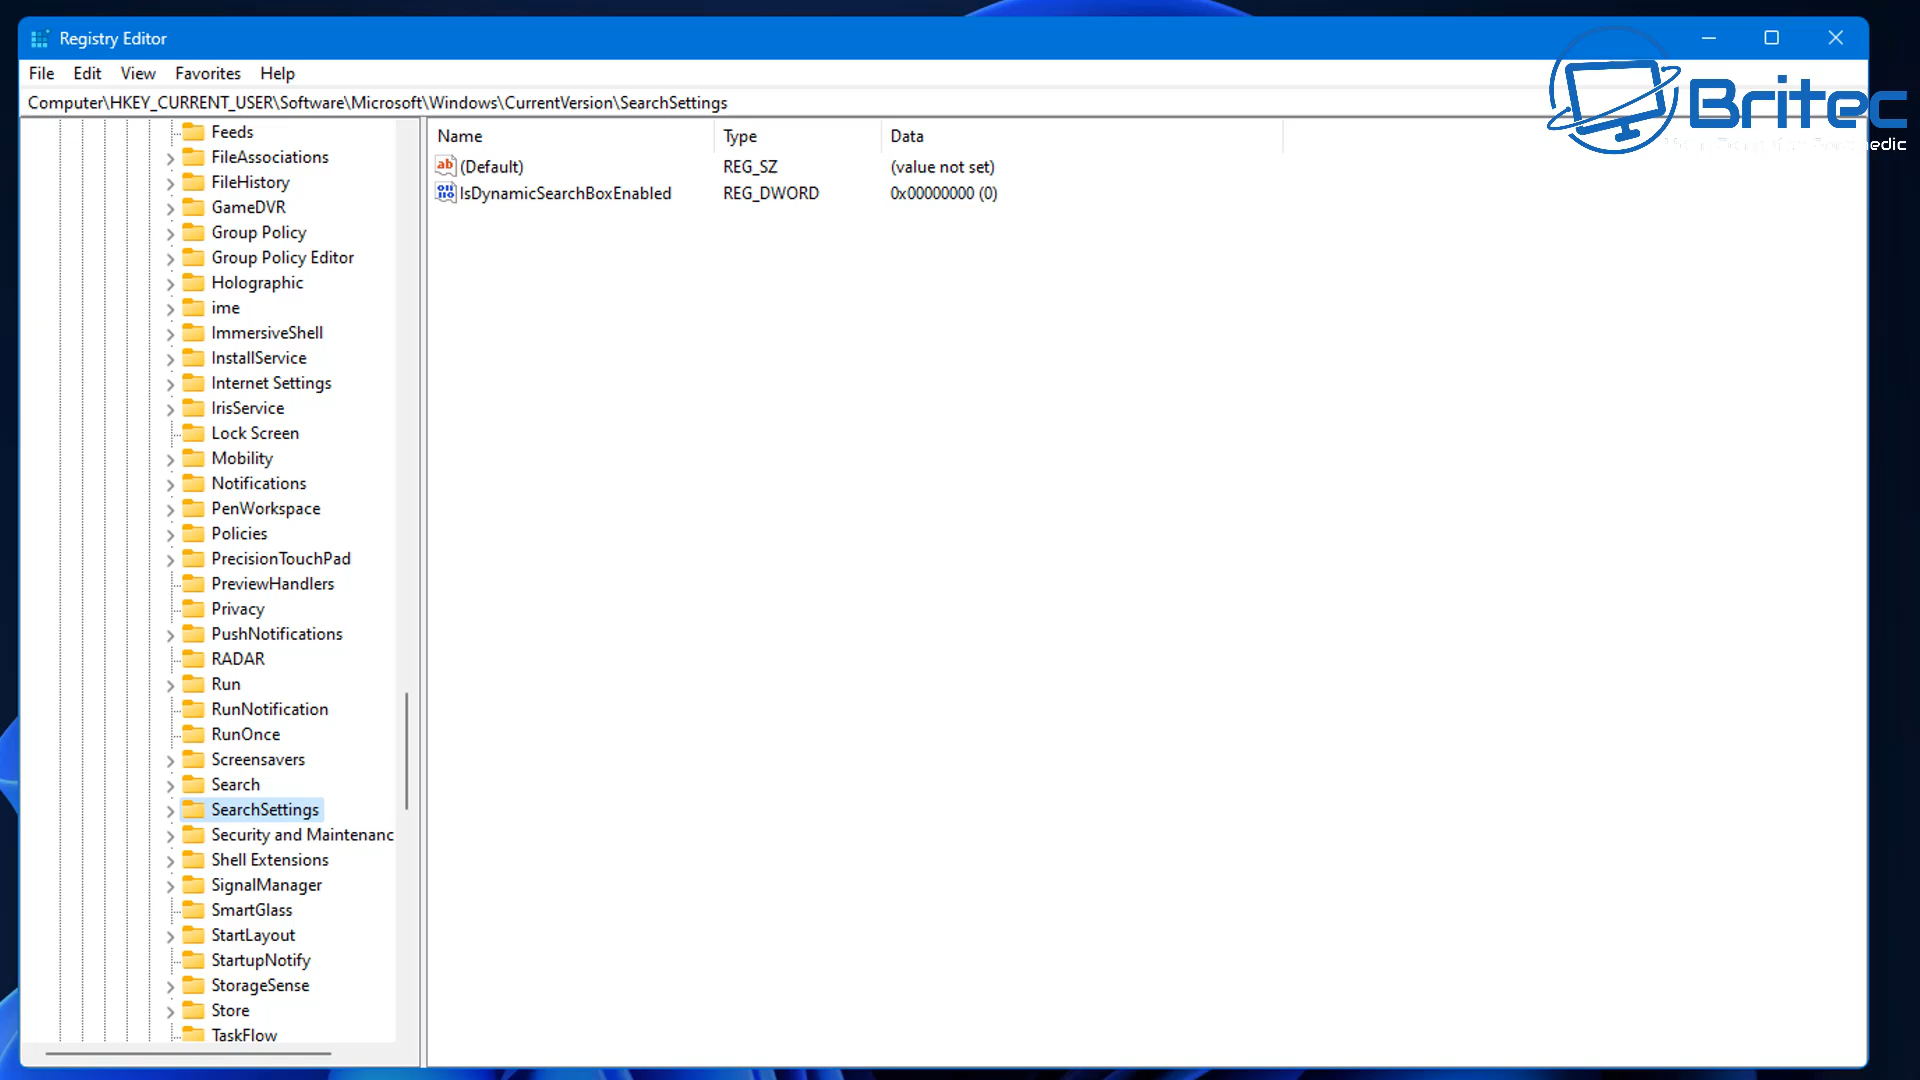 Registry Editor
File Edit View Favorites Help
Computer\HKEY_CURRENT_USER\Software\Microsoft\Windows\CurrentVersion\SearchSettings
Britec
Feeds
FileAssociations
FileHistory
GameDVR
Group Policy
Group Policy Editor
Holographic
ime
ImmersiveShell
InstallService
Internet Settings
IrisService
Lock Screen
Mobility
Notifications
PenWorkspace
Policies
PrecisionTouchPad
PreviewHandlers
Privacy
PushNotifications
RADAR
Run
RunNotification
RunOnce
Screensavers
Search
SearchSettings
Security and Maintenanc
Shell Extensions
SignalManager
SmartGlass
StartLayout
StartupNotify
StorageSense
Store
TaskFlow
Name Type Data
(Default) REG_SZ (value not set)
IsDynamicSearchBoxEnabled REG_DWORD 0x00000000 (0)